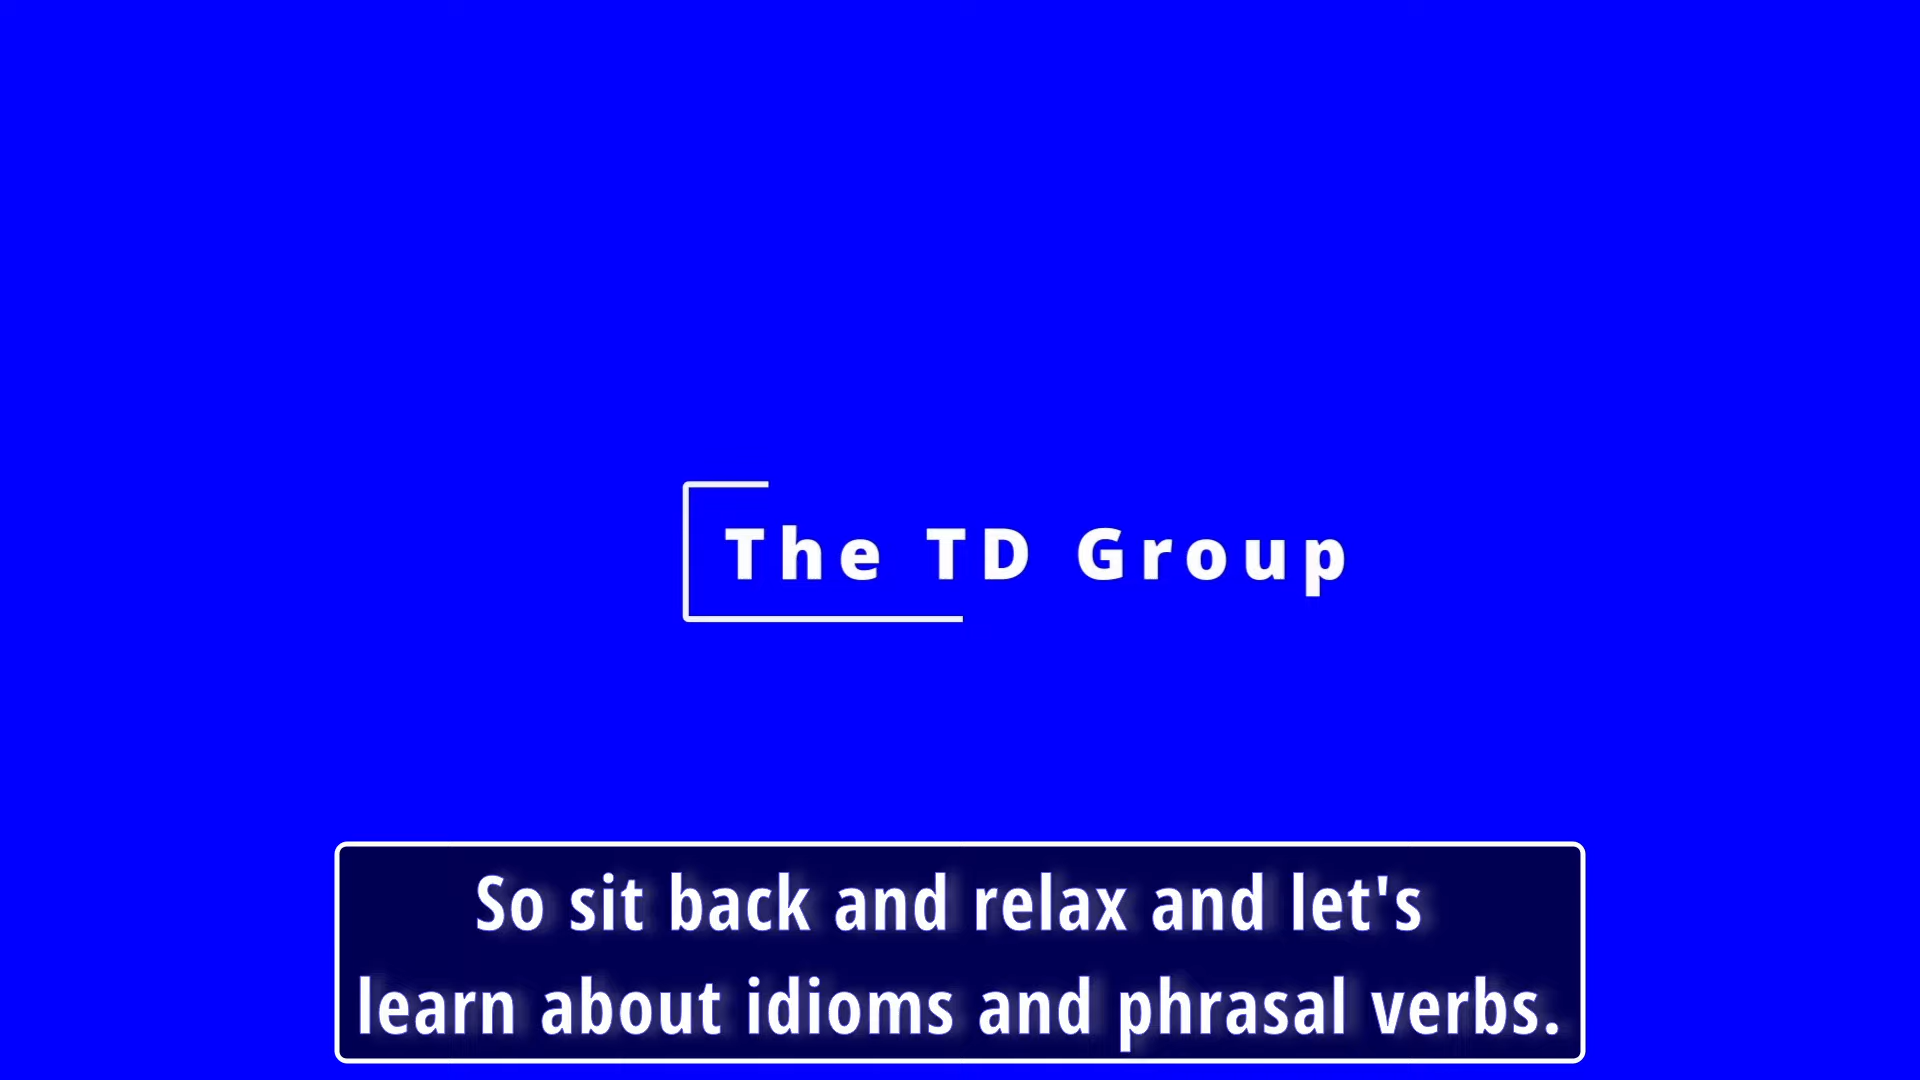 The TD Group
So sit back and relax and let's
learn about idioms and phrasal verbs.